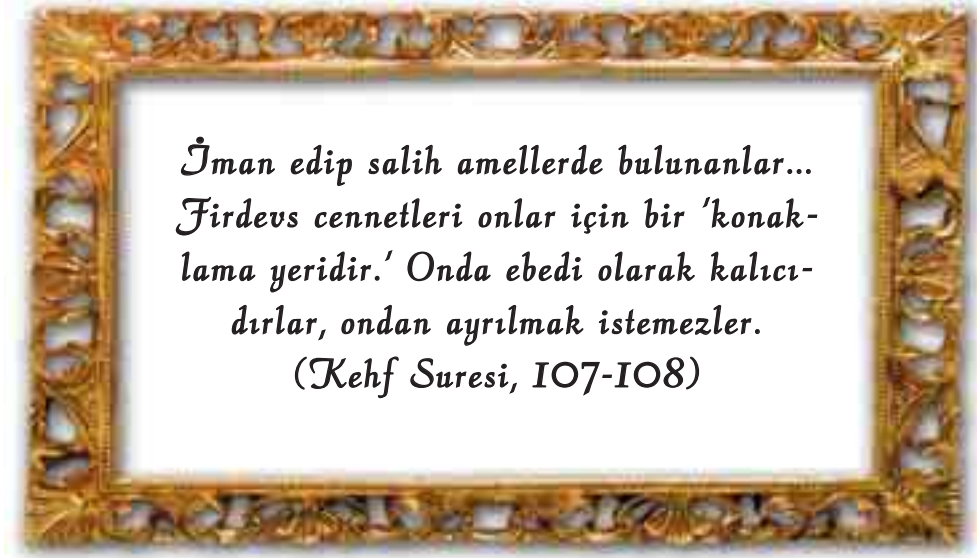 İman edip salih amellerde bulunanlar...
Firdevs cennetleri onlar için bir 'konak-
lama yeridir.' Onda ebedi olarak kalıcı-
dırlar, ondan ayrılmak istemezler.
(Kehf Suresi, 107-108)